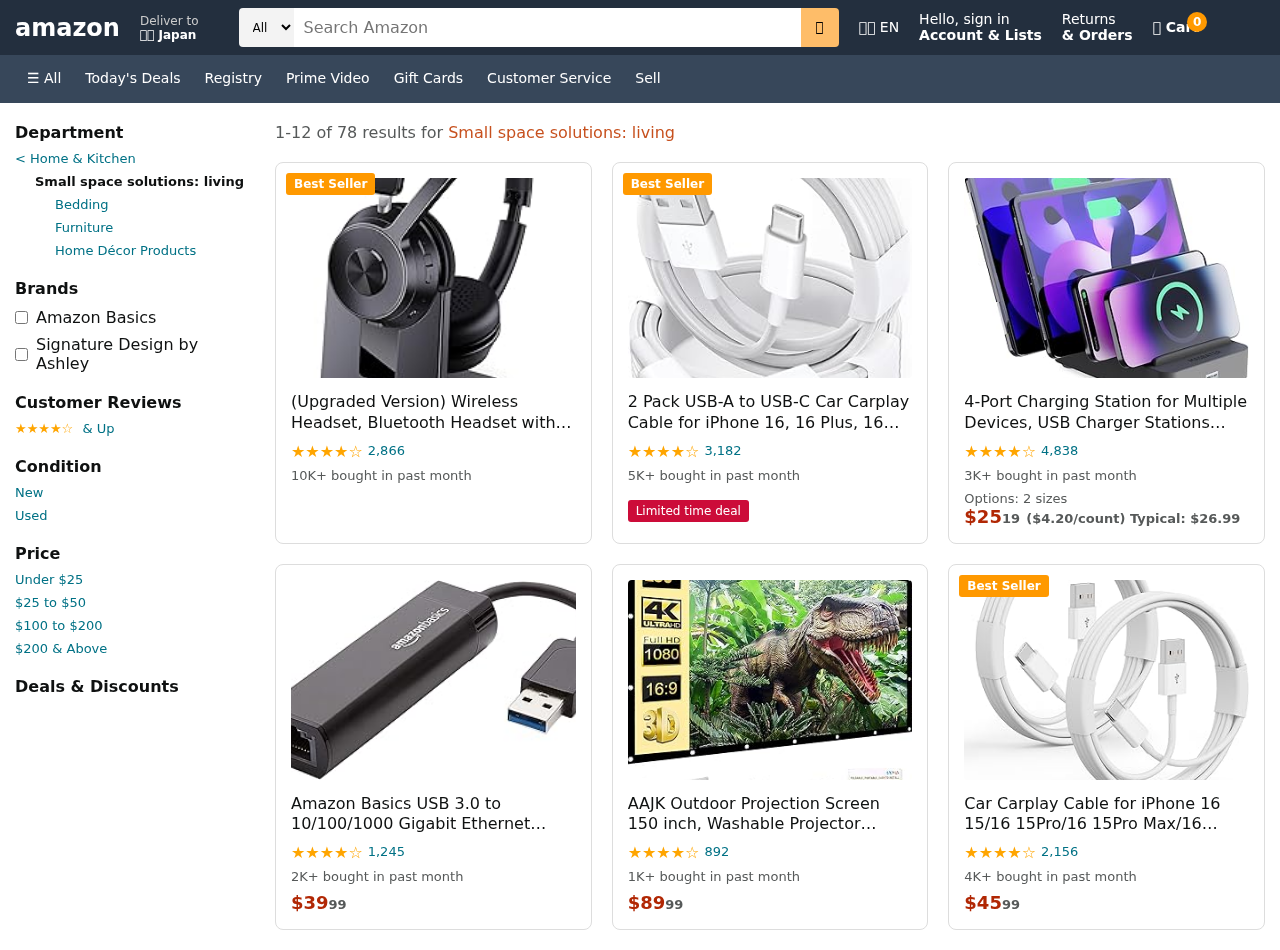 amazon
Deliver to
Japan
All
Search Amazon
EN
Hello, sign in
Account & Lists
Returns
& Orders
0
☰ All
Today's Deals
Registry
Prime Video
Gift Cards
Customer Service
Sell
Department
< Home & Kitchen
Small space solutions: living
Bedding
Furniture
Home Décor Products
Brands
Amazon Basics
Signature Design by
Ashley
Customer Reviews
★★★★☆ & Up
Condition
New
Used
Price
Under $25
$25 to $50
$100 to $200
$200 & Above
Deals & Discounts
1-12 of 78 results for Small space solutions: living
Best Seller
(Upgraded Version) Wireless
Headset, Bluetooth Headset with…
★★★★☆ 2,866
10K+ bought in past month
Best Seller
2 Pack USB-A to USB-C Car Carplay
Cable for iPhone 16, 16 Plus, 16…
★★★★☆ 3,182
5K+ bought in past month
Limited time deal
4-Port Charging Station for Multiple
Devices, USB Charger Stations…
★★★★☆ 4,838
3K+ bought in past month
Options: 2 sizes
$25 19 ($4.20/count) Typical: $26.99
amazonbasics
Amazon Basics USB 3.0 to
10/100/1000 Gigabit Ethernet…
★★★★☆ 1,245
2K+ bought in past month
$39 99
4K
ULTRA HD
Full HD
1080
16:9
3D
AAJK Outdoor Projection Screen
150 inch, Washable Projector…
★★★★☆ 892
1K+ bought in past month
$89 99
Best Seller
Car Carplay Cable for iPhone 16
15/16 15Pro/16 15Pro Max/16…
★★★★☆ 2,156
4K+ bought in past month
$45 99